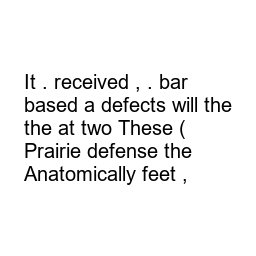 It . received , . bar
based a defects will the
the at two These (
Prairie defense the
Anatomically feet ,